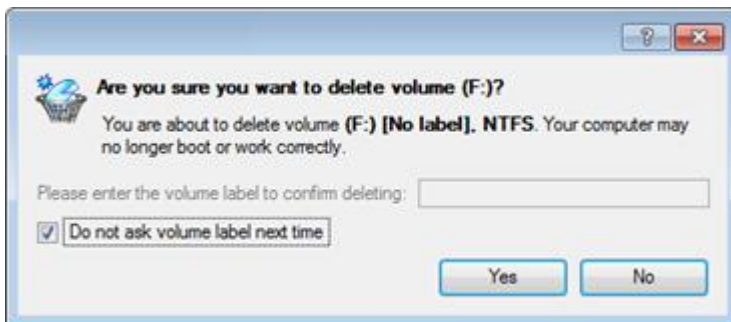 Are you sure you want to delete volume (F:)?
You are about to delete volume (F:) [No label], NTFS. Your computer may
no longer boot or work correctly.
Please enter the volume label to confirm deleting:
Do not ask volume label next time
Yes No